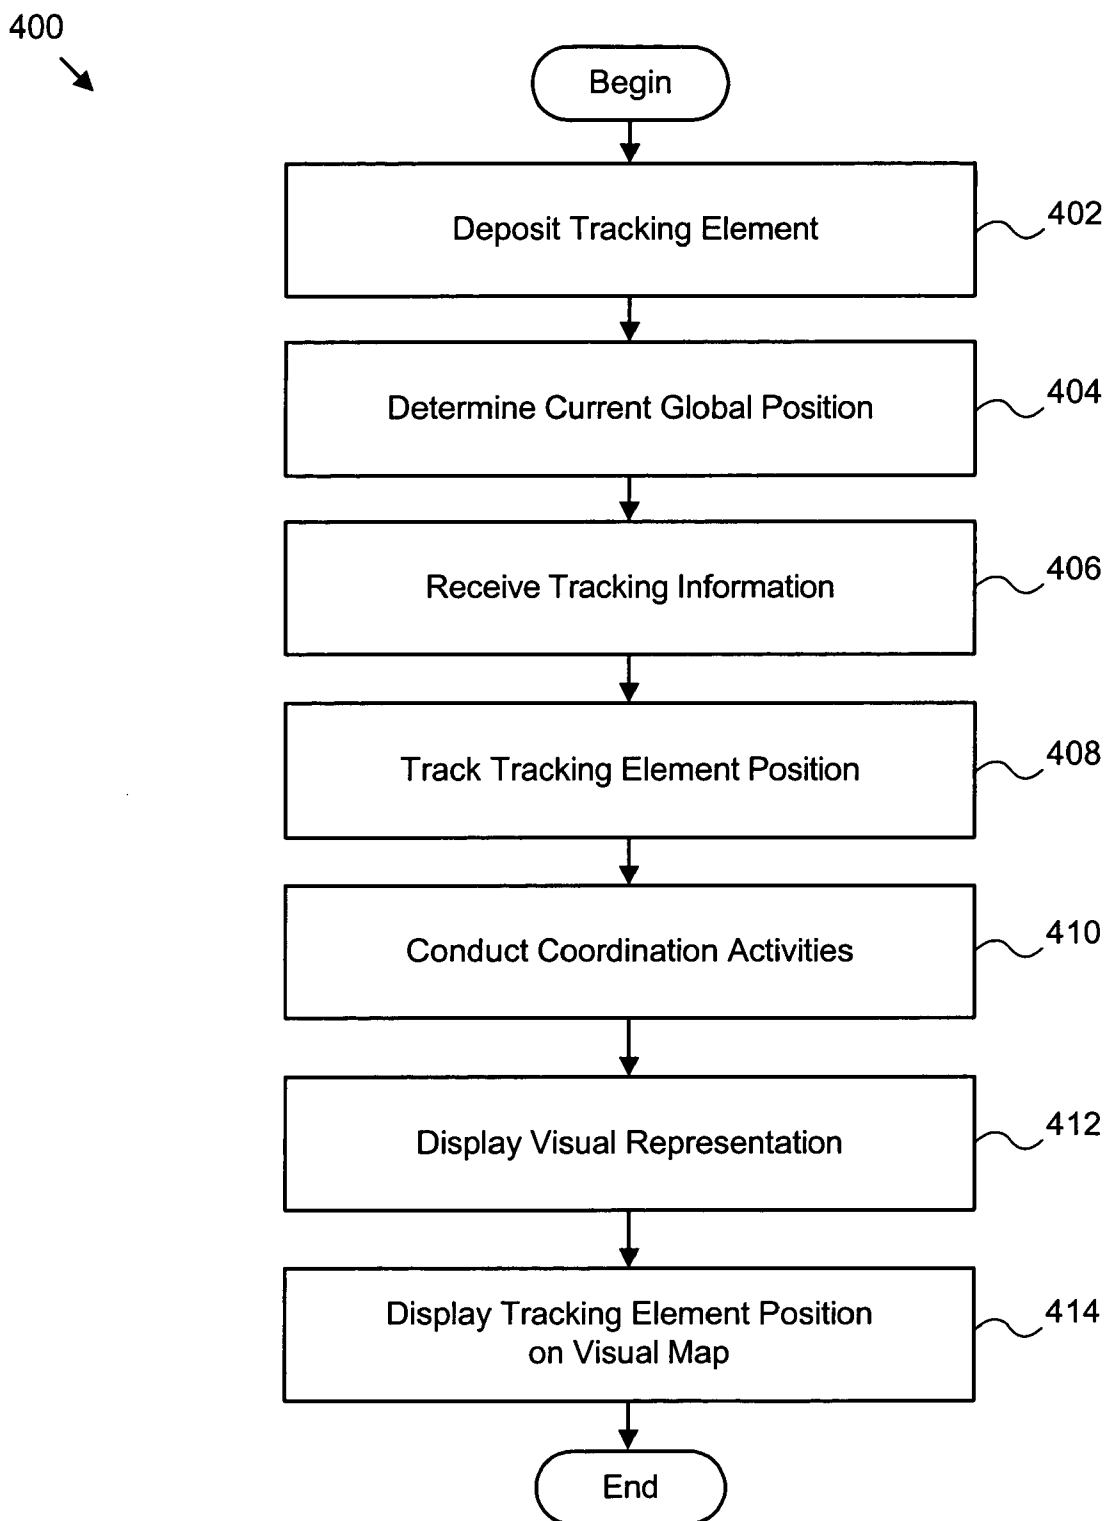 400
Begin
Deposit Tracking Element
402
Determine Current Global Position
404
Receive Tracking Information
406
Track Tracking Element Position
408
Conduct Coordination Activities
410
Display Visual Representation
412
Display Tracking Element Position
on Visual Map
414
End